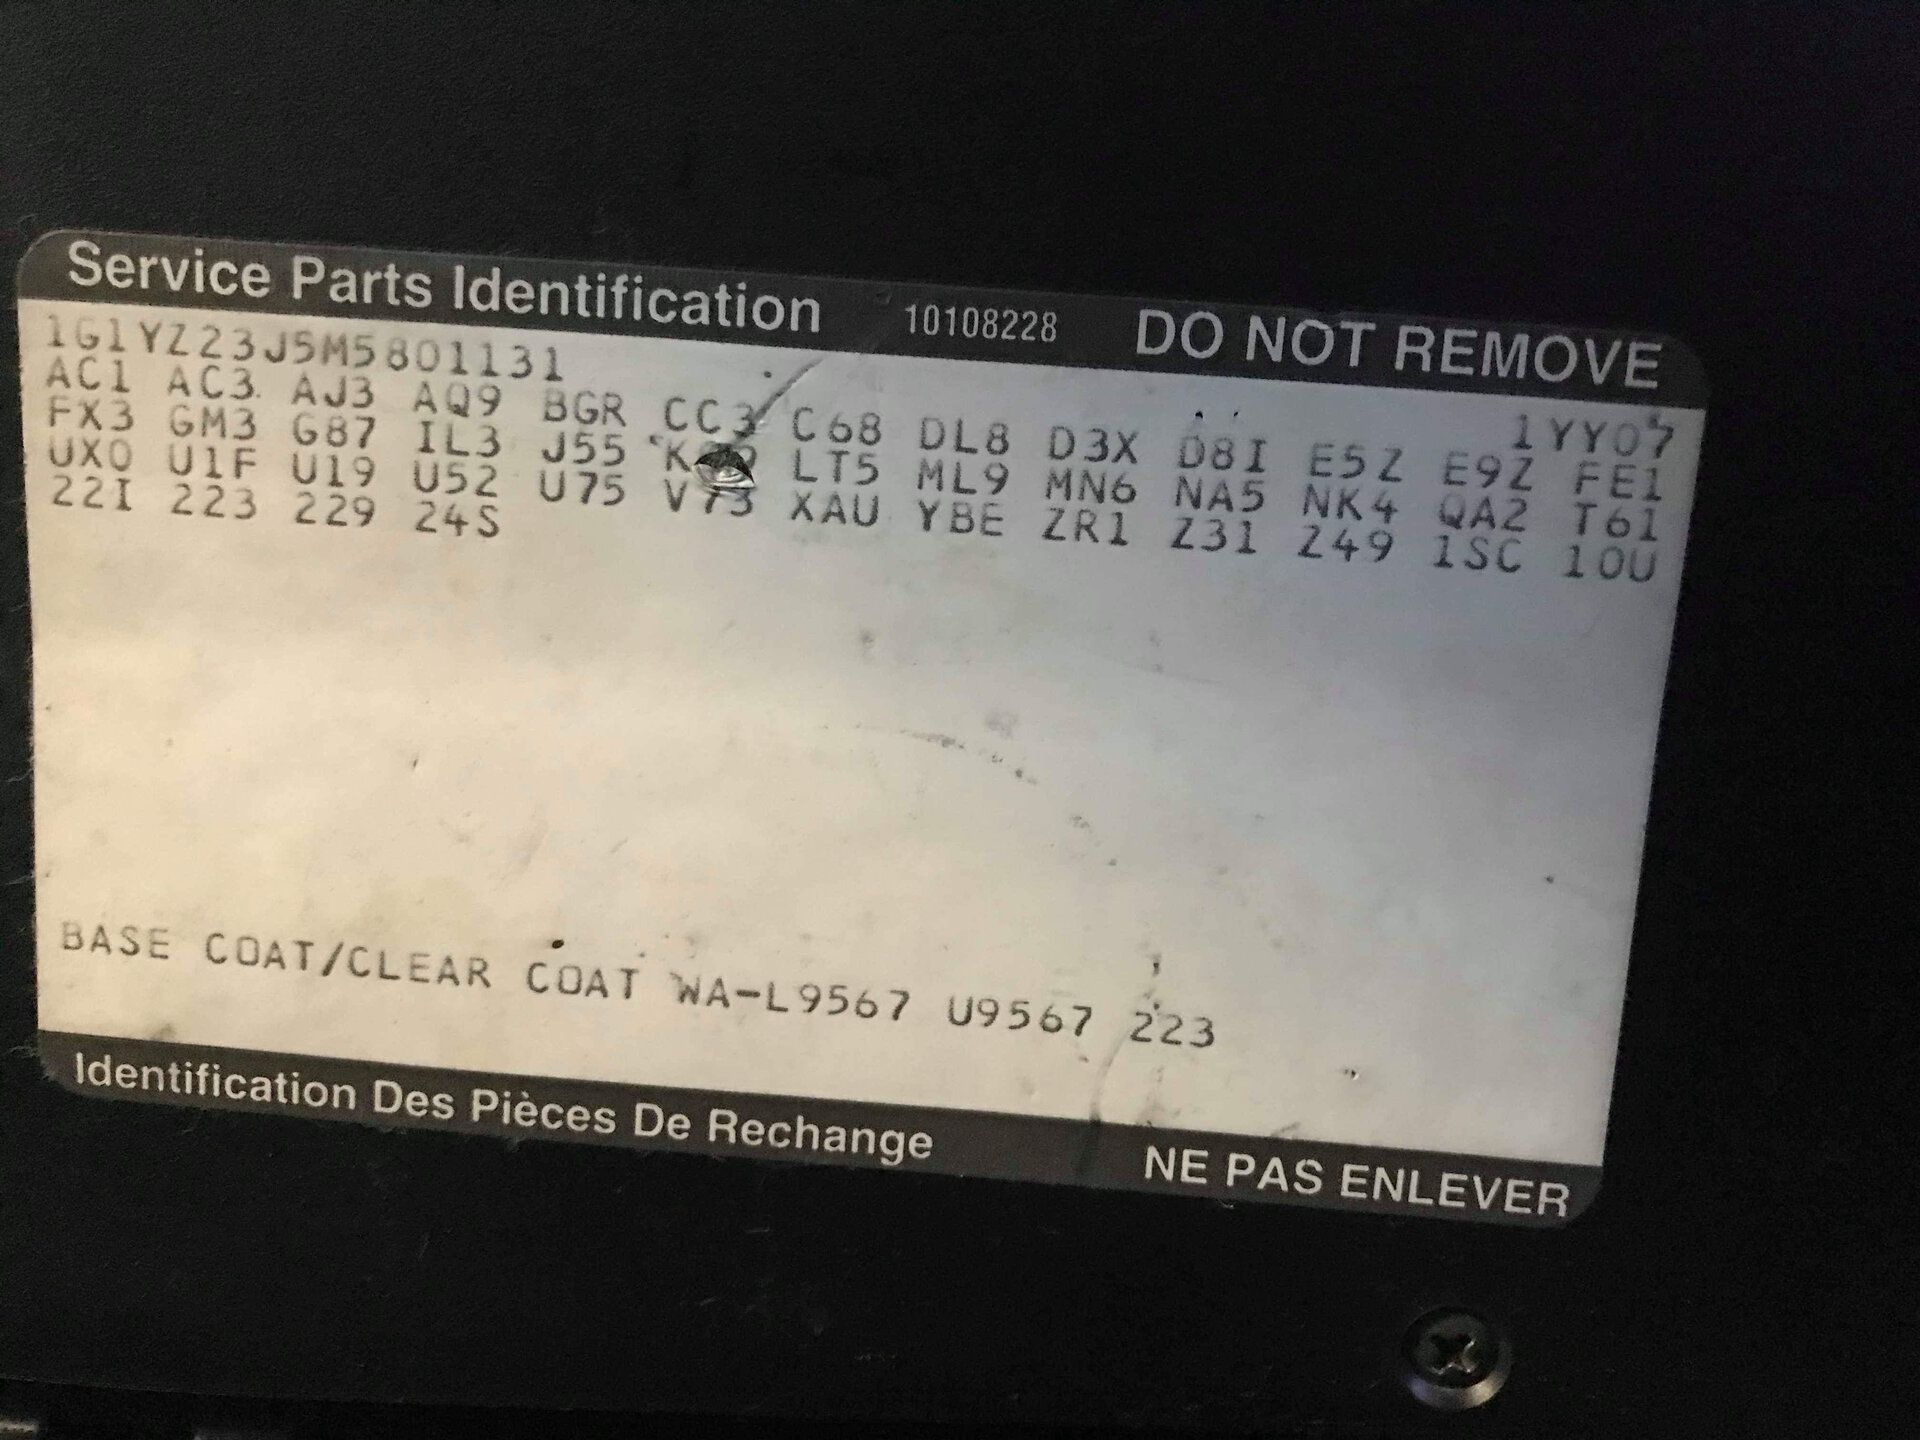 Service Parts Identification 10108228 DO NOT REMOVE
1G1YZ23J5M5801131 1YY07
AC1 AC3 AJ3 AQ9 BGR CC3 C68 DL8 D3X D8I E5Z E9Z FE1
FX3 GM3 G87 IL3 J55 LT5 ML9 MN6 NA5 NK4 QA2 T61
UX0 U1F U19 U52 U75 V73 XAU YBE ZR1 Z31 Z49 1SC 10U
22I 223 229 24S
BASE COAT/CLEAR COAT WA-L9567 U9567 223
Identification Des Pièces De Rechange NE PAS ENLEVER